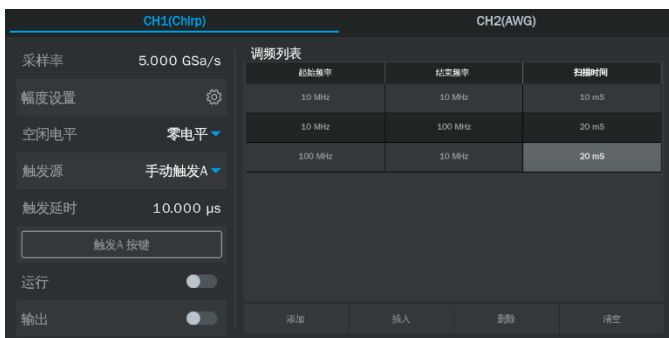 CH1(Chirp) CH2(AWG)
采样率 5.000 GSa/s
幅度设置
空闲电平 零电平
触发源 手动触发A
触发延时 10.000 μs
触发A 按键
运行
输出
调频列表
起始频率 结束频率 扫描时间
10 MHz 10 MHz 10 mS
10 MHz 100 MHz 20 mS
100 MHz 10 MHz 20 mS
添加 插入 删除 清空